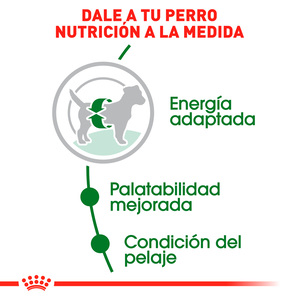 DALE A TU PERRO
NUTRICIÓN A LA MEDIDA
Energía
adaptada
Palatabilidad
mejorada
Condición del
pelaje